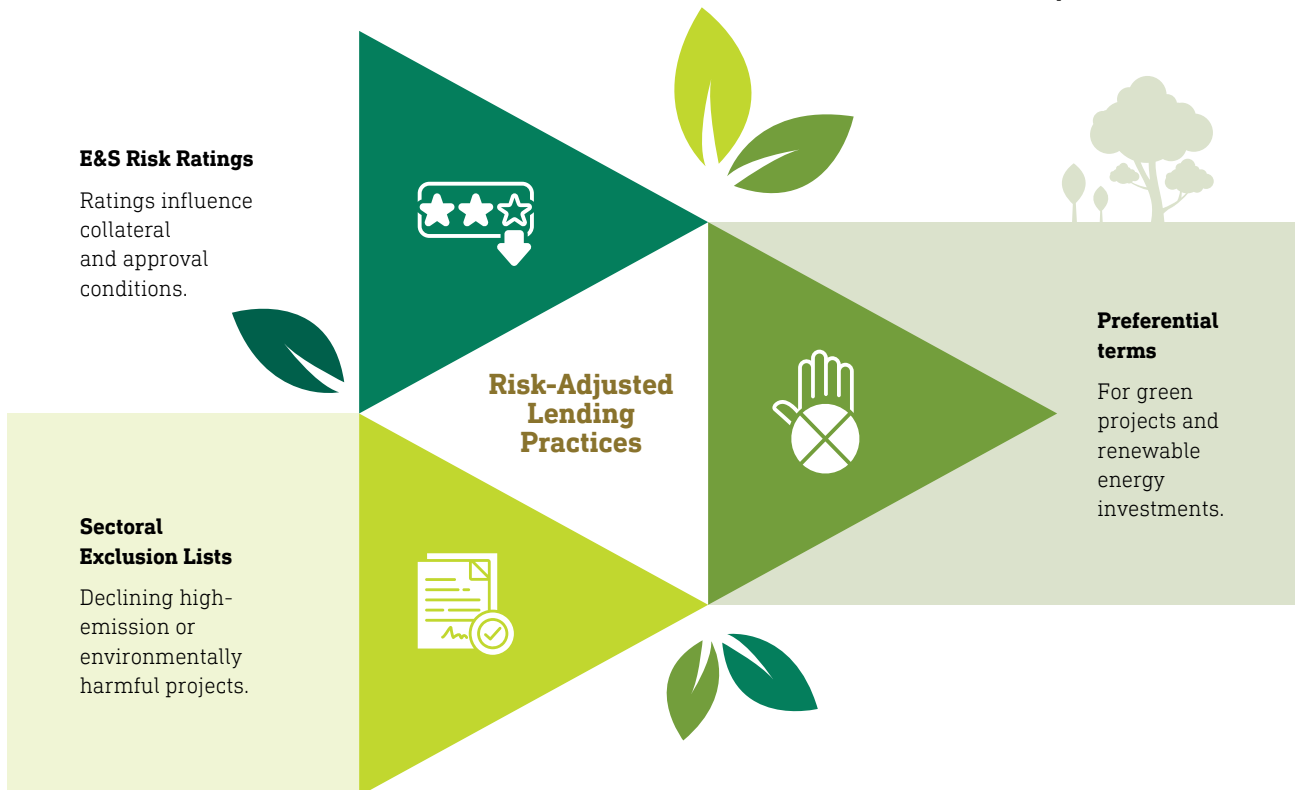 E&S Risk Ratings
Ratings influence
collateral
and approval
conditions.
Risk-Adjusted
Lending
Practices
Preferential
terms
For green
projects and
renewable
energy
investments.
Sectoral
Exclusion Lists
Declining high-
emission or
environmentally
harmful projects.